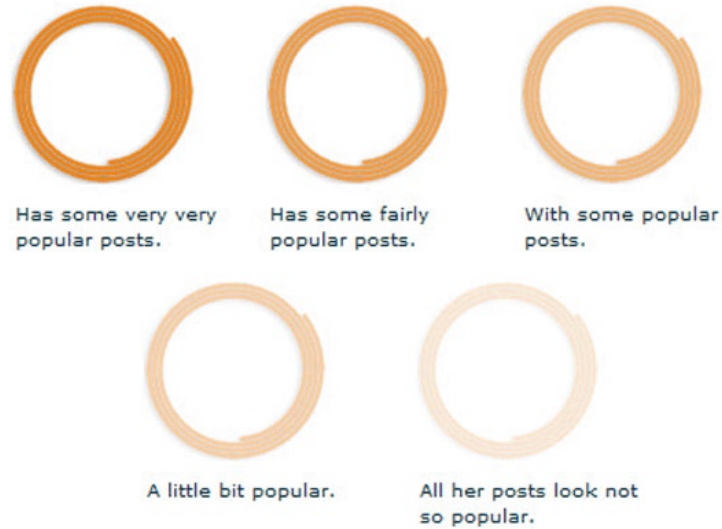 Has some very very
popular posts.
Has some fairly
popular posts.
With some popular
posts.
A little bit popular.
All her posts look not
so popular.